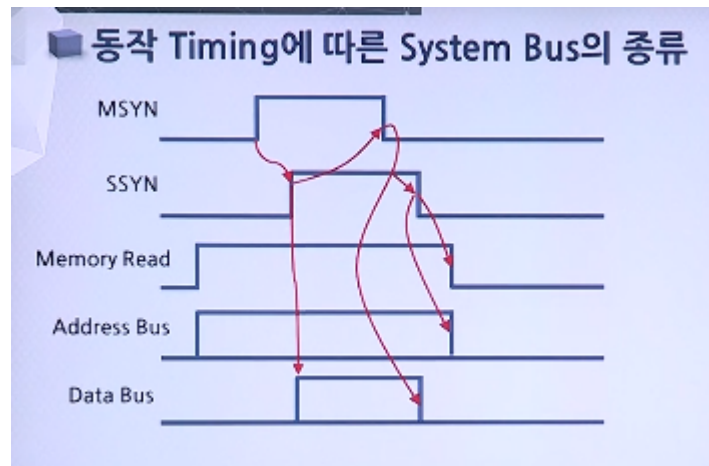 동작 Timing에 따른 System Bus의 종류
MSYN
SSYN
Memory Read
Address Bus
Data Bus